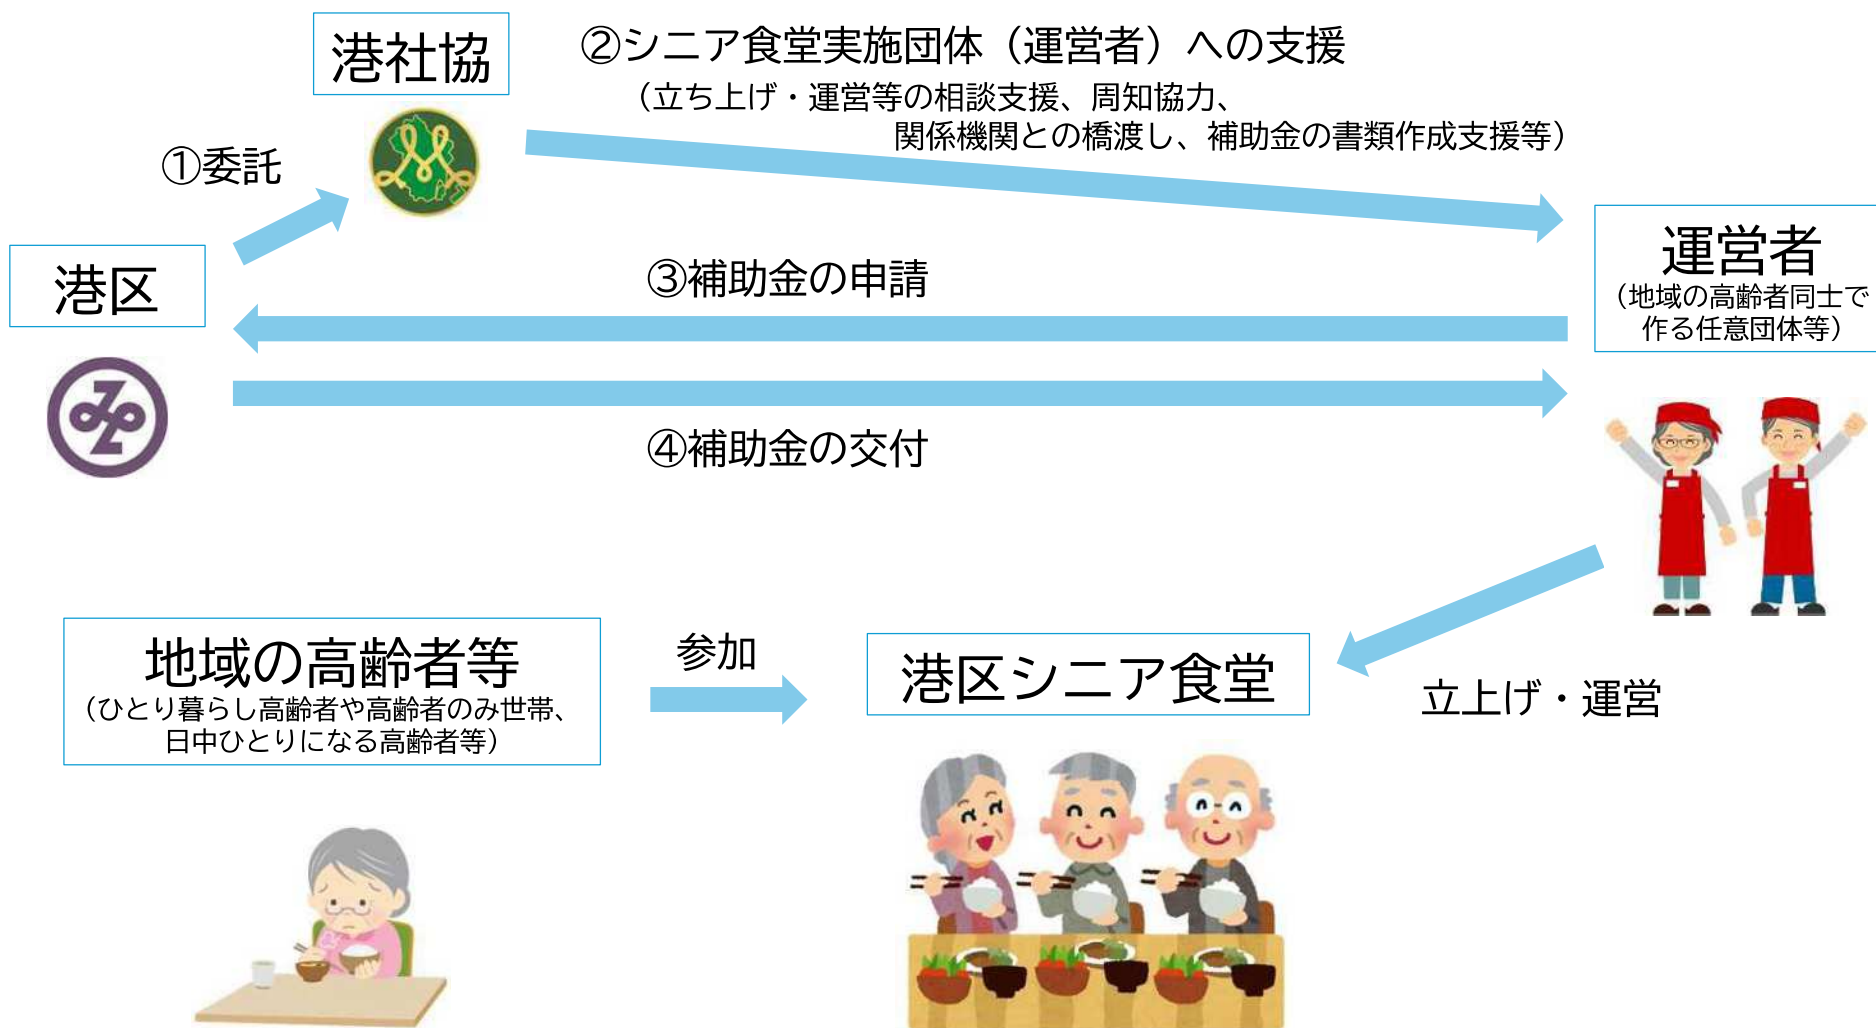 港社協
②シニア食堂実施団体（運営者）への支援
（立ち上げ・運営等の相談支援、周知協力、
関係機関との橋渡し、補助金の書類作成支援等）
①委託
港区
③補助金の申請
運営者
（地域の高齢者同士で
作る任意団体等）
④補助金の交付
地域の高齢者等
（ひとり暮らし高齢者や高齢者のみ世帯、
日中ひとりになる高齢者等）
参加
港区シニア食堂
立上げ・運営